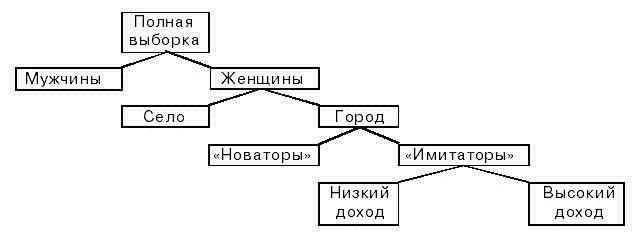 Полная
выборка
Мужчины
Женщины
Село
Город
«Новаторы»
«Имитаторы»
Низкий
доход
Высокий
доход